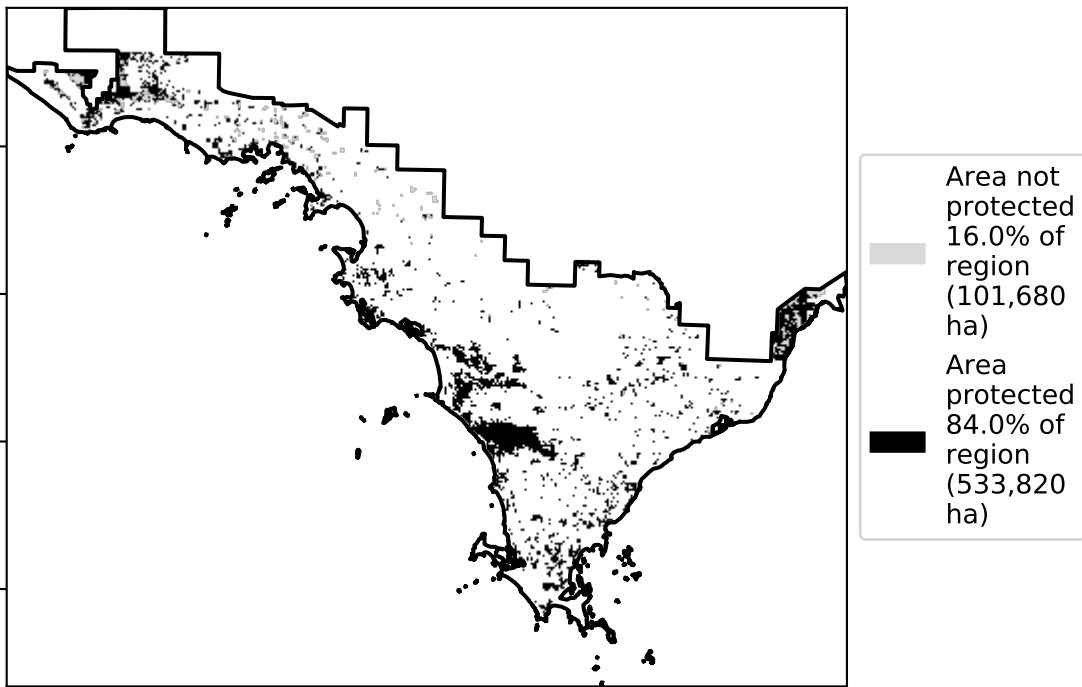 Area not
protected
16.0% of
region
(101,680
ha)
Area
protected
84.0% of
region
(533,820
ha)